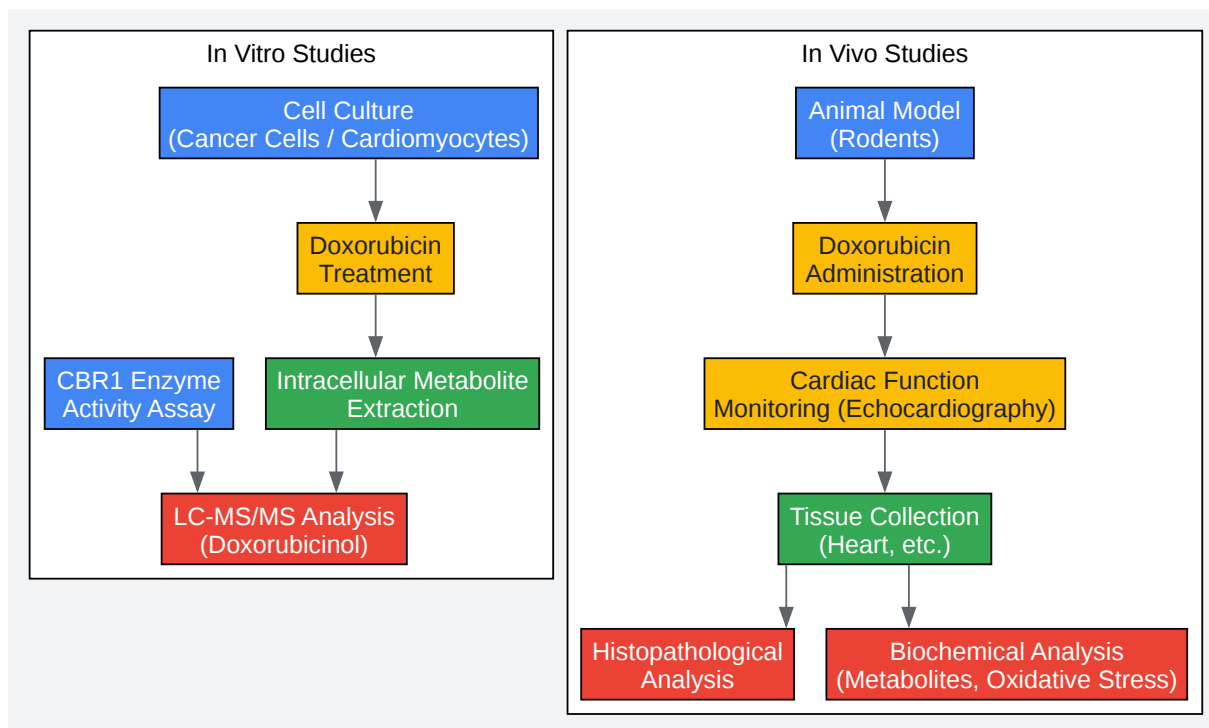 In Vitro Studies
Cell Culture
(Cancer Cells / Cardiomyocytes)
Doxorubicin
Treatment
CBR1 Enzyme
Activity Assay
Intracellular Metabolite
Extraction
LC-MS/MS Analysis
(Doxorubicinol)
In Vivo Studies
Animal Model
(Rodents)
Doxorubicin
Administration
Cardiac Function
Monitoring (Echocardiography)
Tissue Collection
(Heart, etc.)
Histopathological
Analysis
Biochemical Analysis
(Metabolites, Oxidative Stress)